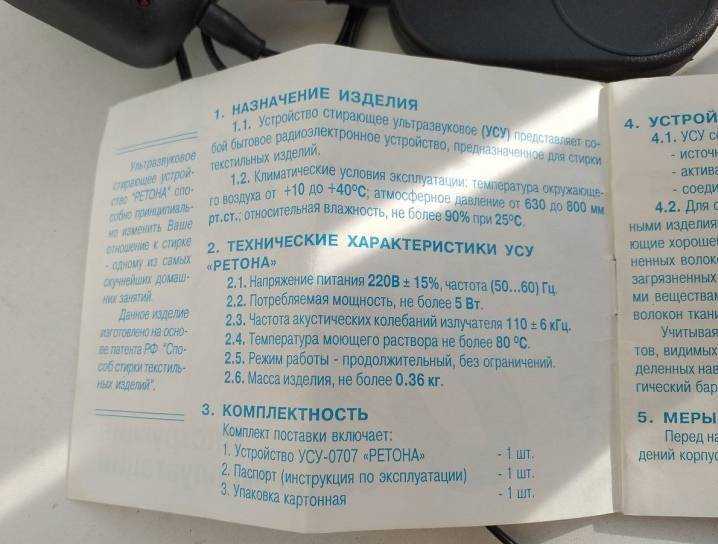 Ультразвуковое
стирающее устрой-
ство "РЕТОНА" спо-
собно принципиаль-
но изменить Ваше
отношение к стирке
- одному из самых
скучнейших домаш-
них занятий.
Данное изделие
изготовлено на осно-
ве патента РФ "Спо-
соб стирки текстиль-
ных изделий".
1. НАЗНАЧЕНИЕ ИЗДЕЛИЯ
1.1. Устройство стирающее ультразвуковое (УСУ) представляет со-
бой бытовое радиоэлектронное устройство, предназначенное для стирки
текстильных изделий.
1.2. Климатические условия эксплуатации: температура окружающе-
го воздуха от +10 до +40°С; атмосферное давление от 630 до 800 мм
рт.ст.; относительная влажность, не более 90% при 25°С.
2. ТЕХНИЧЕСКИЕ ХАРАКТЕРИСТИКИ УСУ
«РЕТОНА»
2.1. Напряжение питания 220В ± 15%, частота (50...60) Гц.
2.2. Потребляемая мощность, не более 5 Вт.
2.3. Частота акустических колебаний излучателя 110 ± 6 кГц.
2.4. Температура моющего раствора не более 80 °С.
2.5. Режим работы - продолжительный, без ограничений.
2.6. Масса изделия, не более 0.36 кг.
3. КОМПЛЕКТНОСТЬ
Комплект поставки включает:
1. Устройство УСУ-0707 «РЕТОНА» - 1 шт.
2. Паспорт (инструкция по эксплуатации) - 1 шт.
3. Упаковка картонная - 1 шт.
4. УСТРОЙ
4.1. УСУ с
- источн
- актива
- соеди
4.2. Для с
ными изделия
ющие хороше
ненных волок
загрязненных
ми веществам
волокон ткани
Учитывая
тов, видимых
деленных нав
гический бар
5. МЕРЫ
Перед на
дений корпус